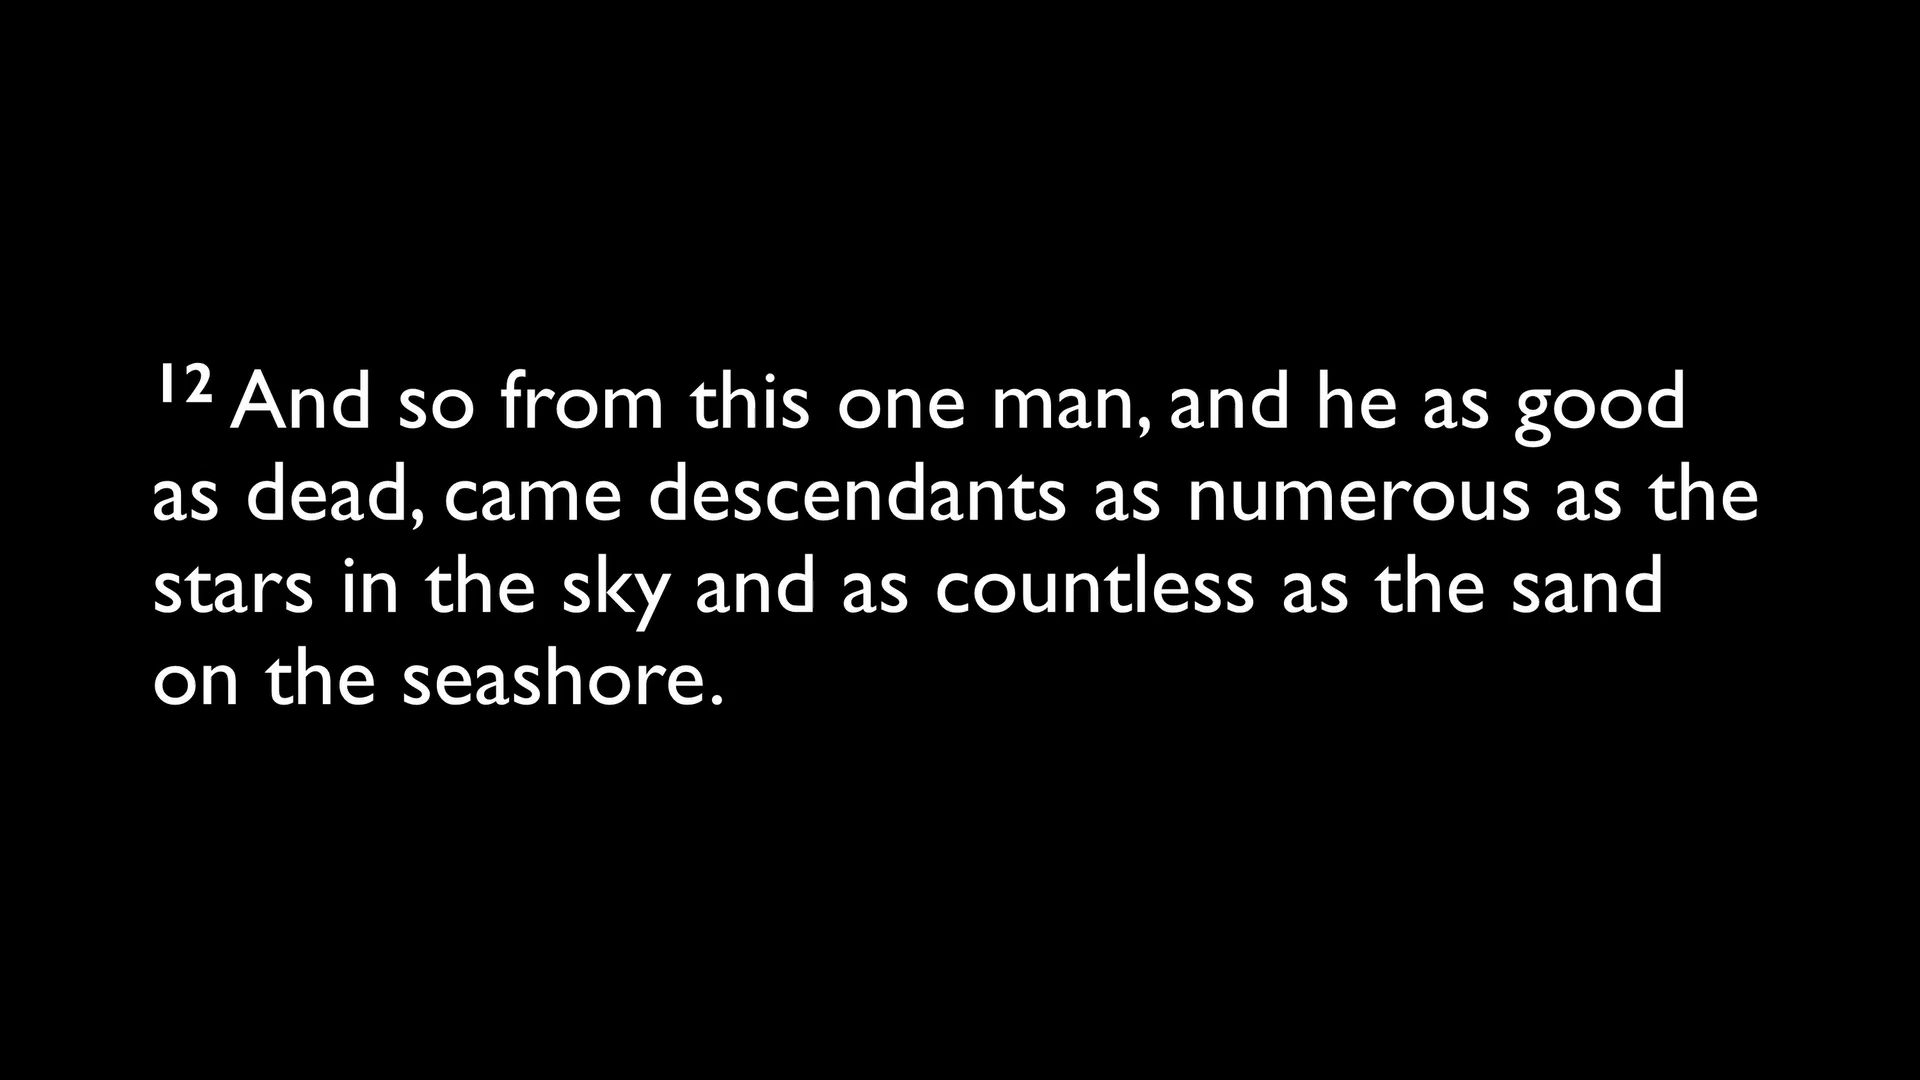 12 And so from this one man, and he as good
as dead, came descendants as numerous as the
stars in the sky and as countless as the sand
on the seashore.